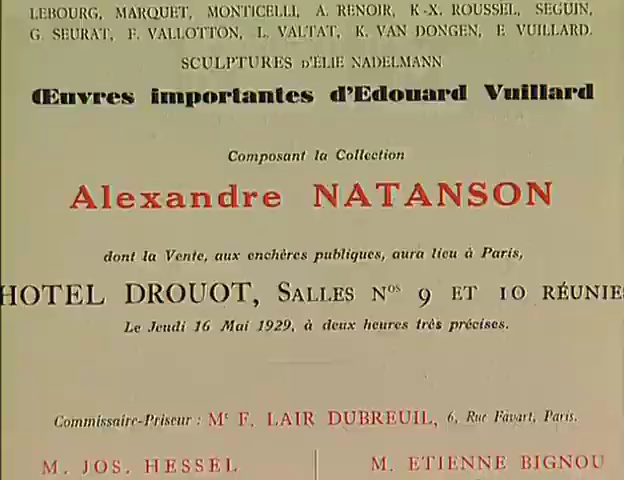 LEBOURG, MARQUET, MONTICELLI, A. RENOIR, K-X. ROUSSEL, SEGUIN,
G. SEURAT, F. VALLOTTON, L. VALTAT, K. VAN DONGEN, E. VUILLARD.
SCULPTURES D'ÉLIE NADELMANN
Œuvres importantes d'Edouard Vuillard
Composant la Collection
Alexandre NATANSON
dont la Vente, aux enchères publiques, aura lieu à Paris,
HOTEL DROUOT, SALLES Nos 9 ET 10 RÉUNIES
Le Jeudi 16 Mai 1929, à deux heures très précises.
Commissaire-Priseur : Me F. LAIR DUBREUIL, 6, Rue Favart, Paris.
M. JOS. HESSEL
M. ETIENNE BIGNOU